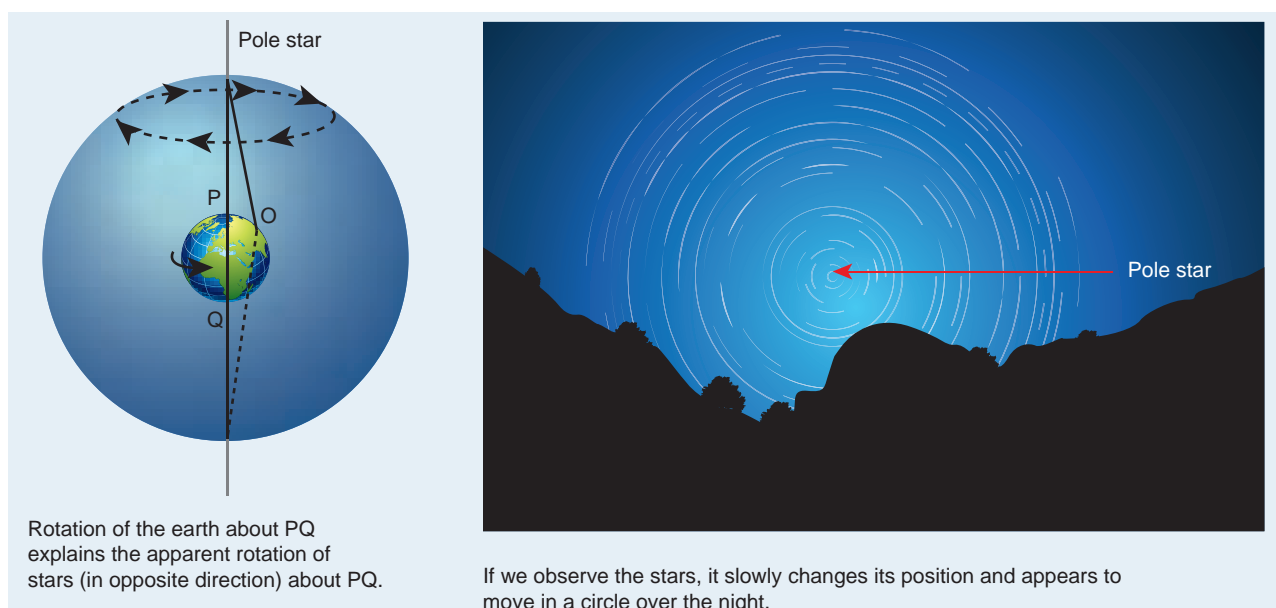 Pole star
P
O
Q
Rotation of the earth about PQ
explains the apparent rotation of
stars (in opposite direction) about PQ.
Pole star
If we observe the stars, it slowly changes its position and appears to
move in a circle over the night.